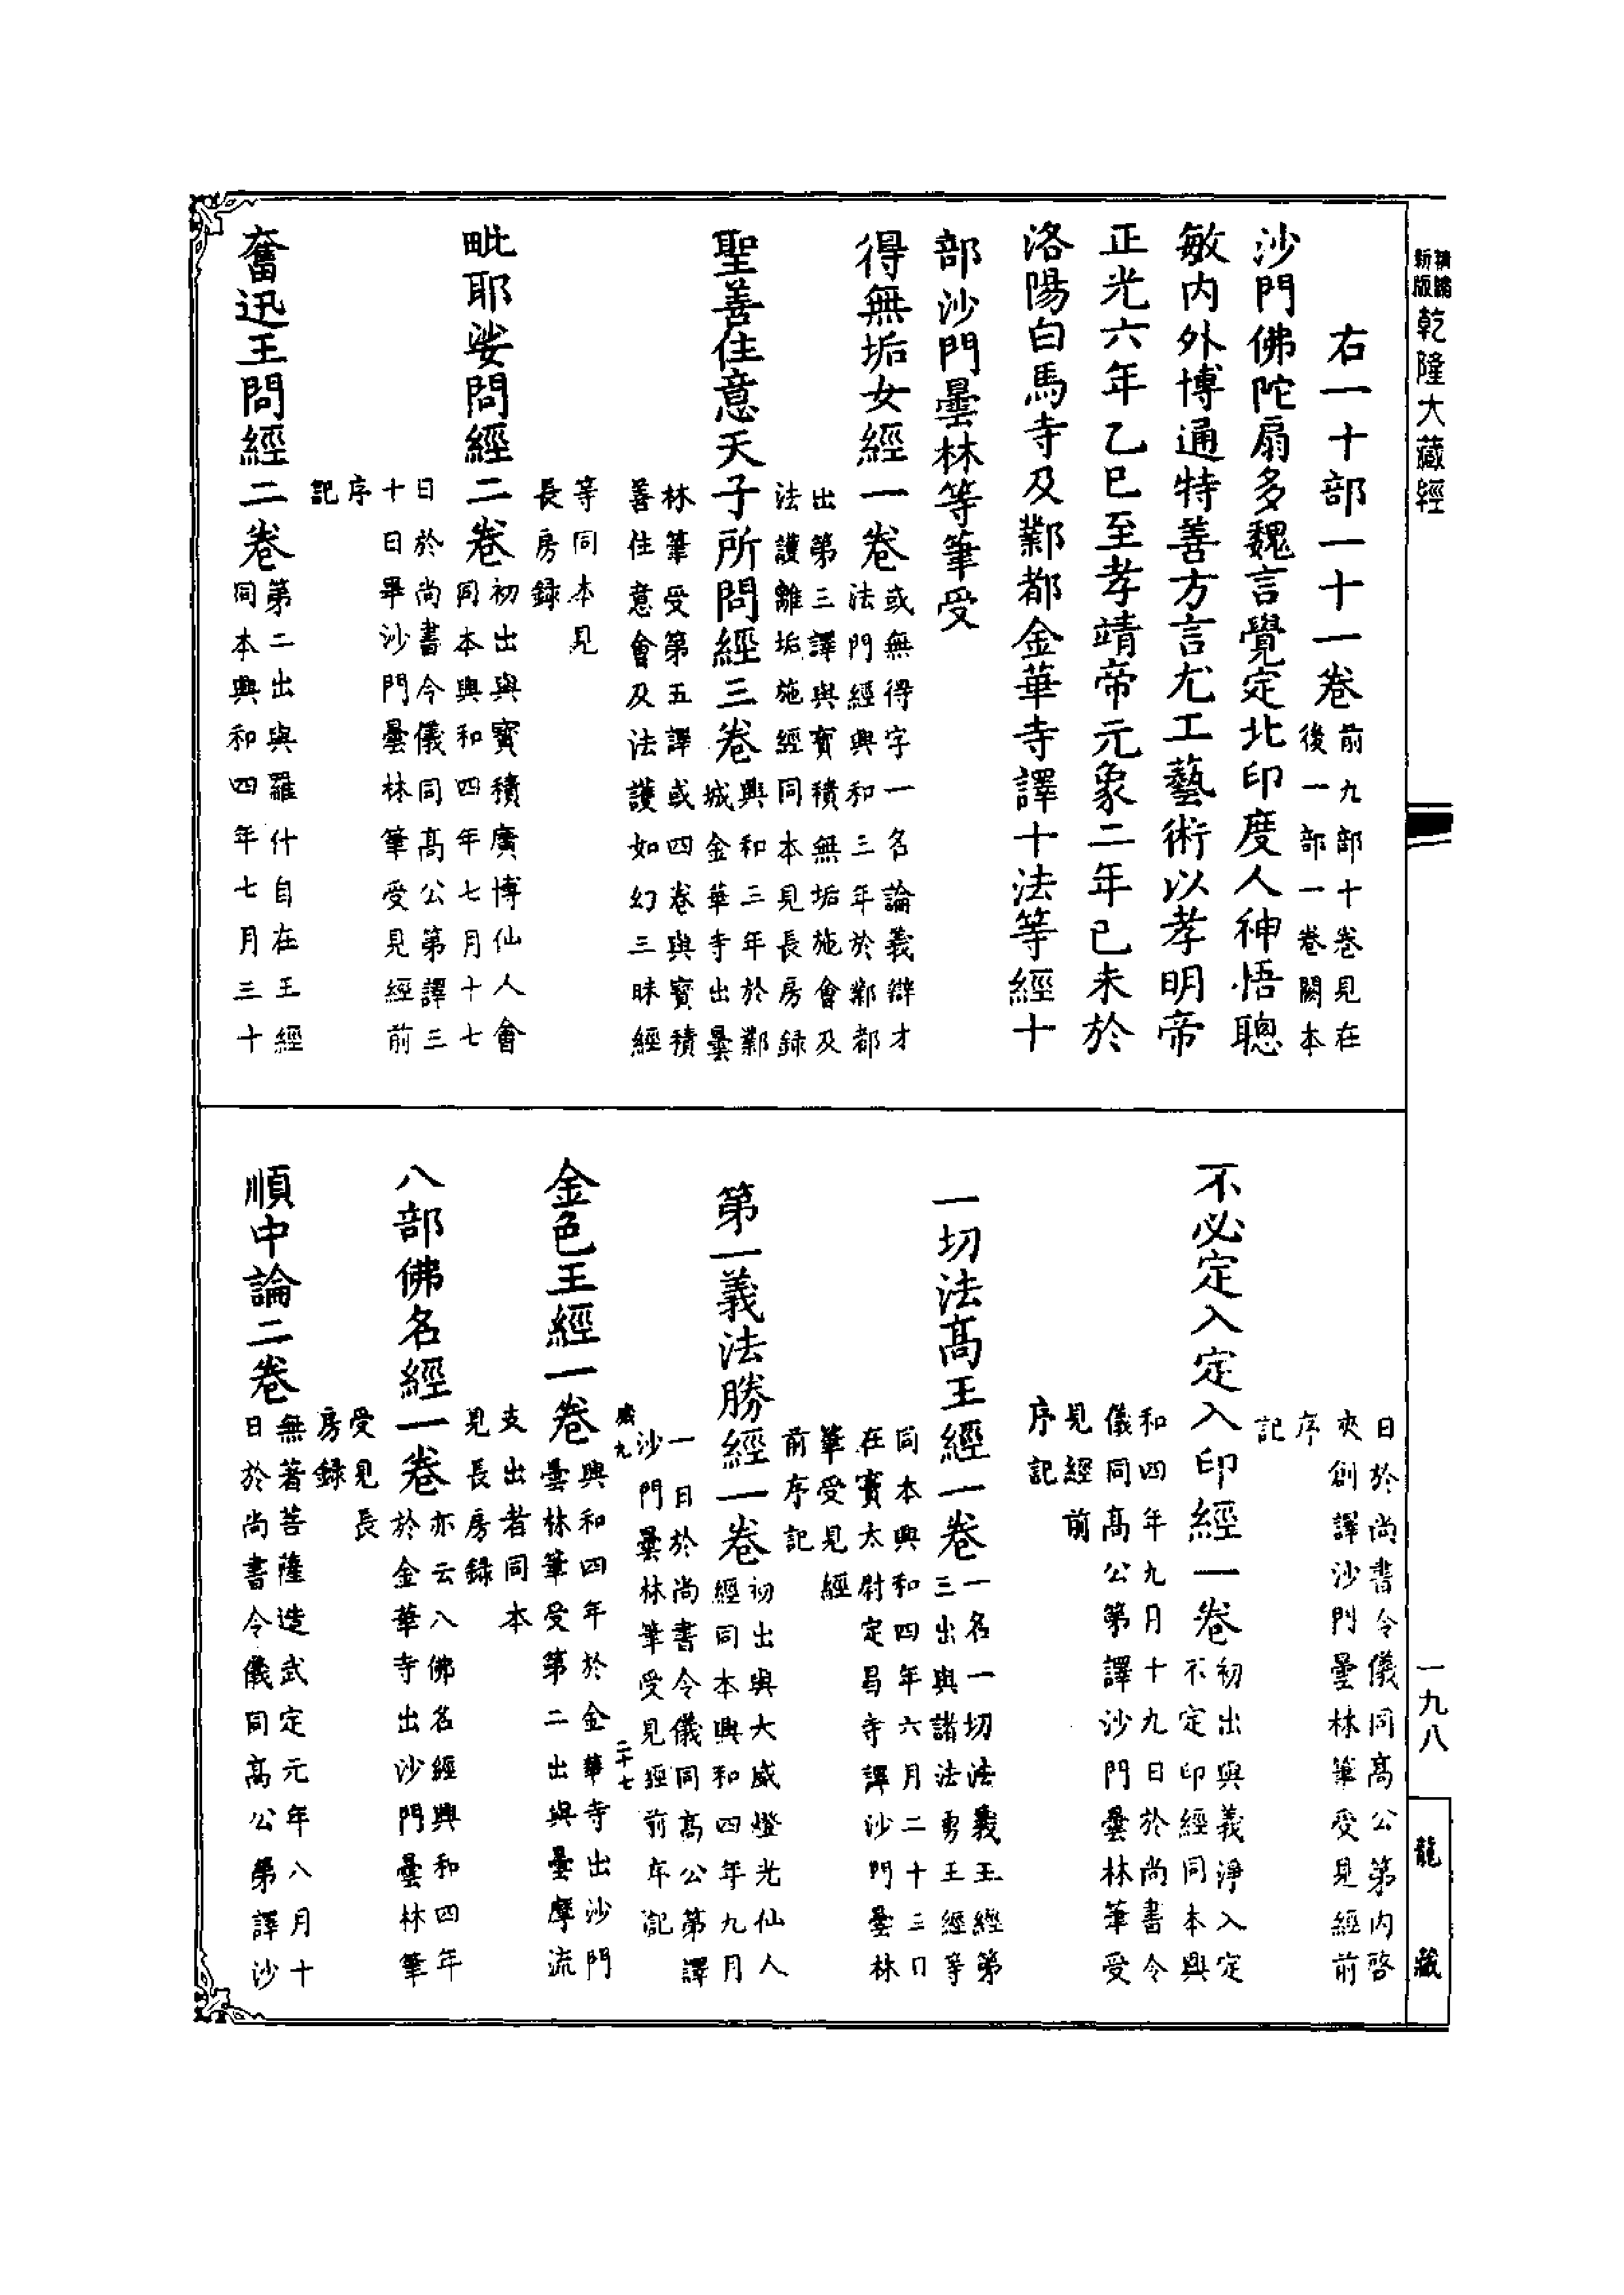 新版
精縮
乾隆大藏經
一九八
龍藏
右一十部一十一卷
前九部十卷見在
後一部一卷闕本
沙門佛陀扇多魏言覺定北印度人神悟聰
敏內外博通特善方言尤工藝術以孝明帝
正光六年乙巳至孝靖帝元象二年己未於
洛陽白馬寺及鄴都金華寺譯十法等經十
部沙門曇林等筆受
得無垢女經一卷
或無得字一名論義辯才
法門經興和三年於鄴都
出第三譯與寶積無垢施會及
法護離垢施經同本見長房錄
聖善住意天子所問經三卷
興和三年於鄴
城金華寺出曇
林筆受第五譯或四卷與寶積
善住意會及法護如幻三昧經
等同本見
長房錄
毗耶娑問經二卷
初出與寶積廣博仙人會
同本興和四年七月十七
日於尚書令儀同高公第譯三
十日畢沙門曇林筆受見經前
序
記
奮迅王問經二卷
第二出與羅什自在王經
同本興和四年七月三十
日於尚書令儀同高公第內啓
夾創譯沙門曇林筆受見經前
序
記
不必定入定入印經一卷
初出與義淨入定
不定印經同本興
和四年九月十九日於尚書令
儀同高公第譯沙門曇林筆受
見經前
序記
一切法高王經一卷
一名一切法義王經第
三出與諸法勇王經等
同本興和四年六月二十三日
在竇太尉定昌寺譯沙門曇林
筆受見經
前序記
第一義法勝經一卷
初出與大威燈光仙人
經同本興和四年九月
一日於尚書令儀同高公第譯
沙門曇林筆受見經前序記
二十七
金色王經一卷
興和四年於金華寺出沙門
曇林筆受第二出與曇摩流
支出者同本
見長房錄
八部佛名經一卷
亦云八佛名經興和四年
於金華寺出沙門曇林筆
受見長
房錄
順中論二卷
無著菩薩造武定元年八月十
日於尚書令儀同高公第譯沙